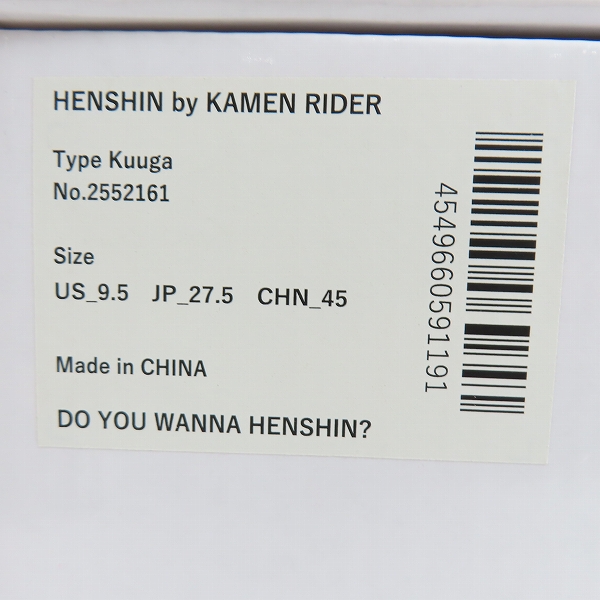 HENSHIN by KAMEN RIDER
Type Kuuga
No.2552161
Size
US_9.5 JP_27.5 CHN_45
Made in CHINA
DO YOU WANNA HENSHIN?
4549660591191